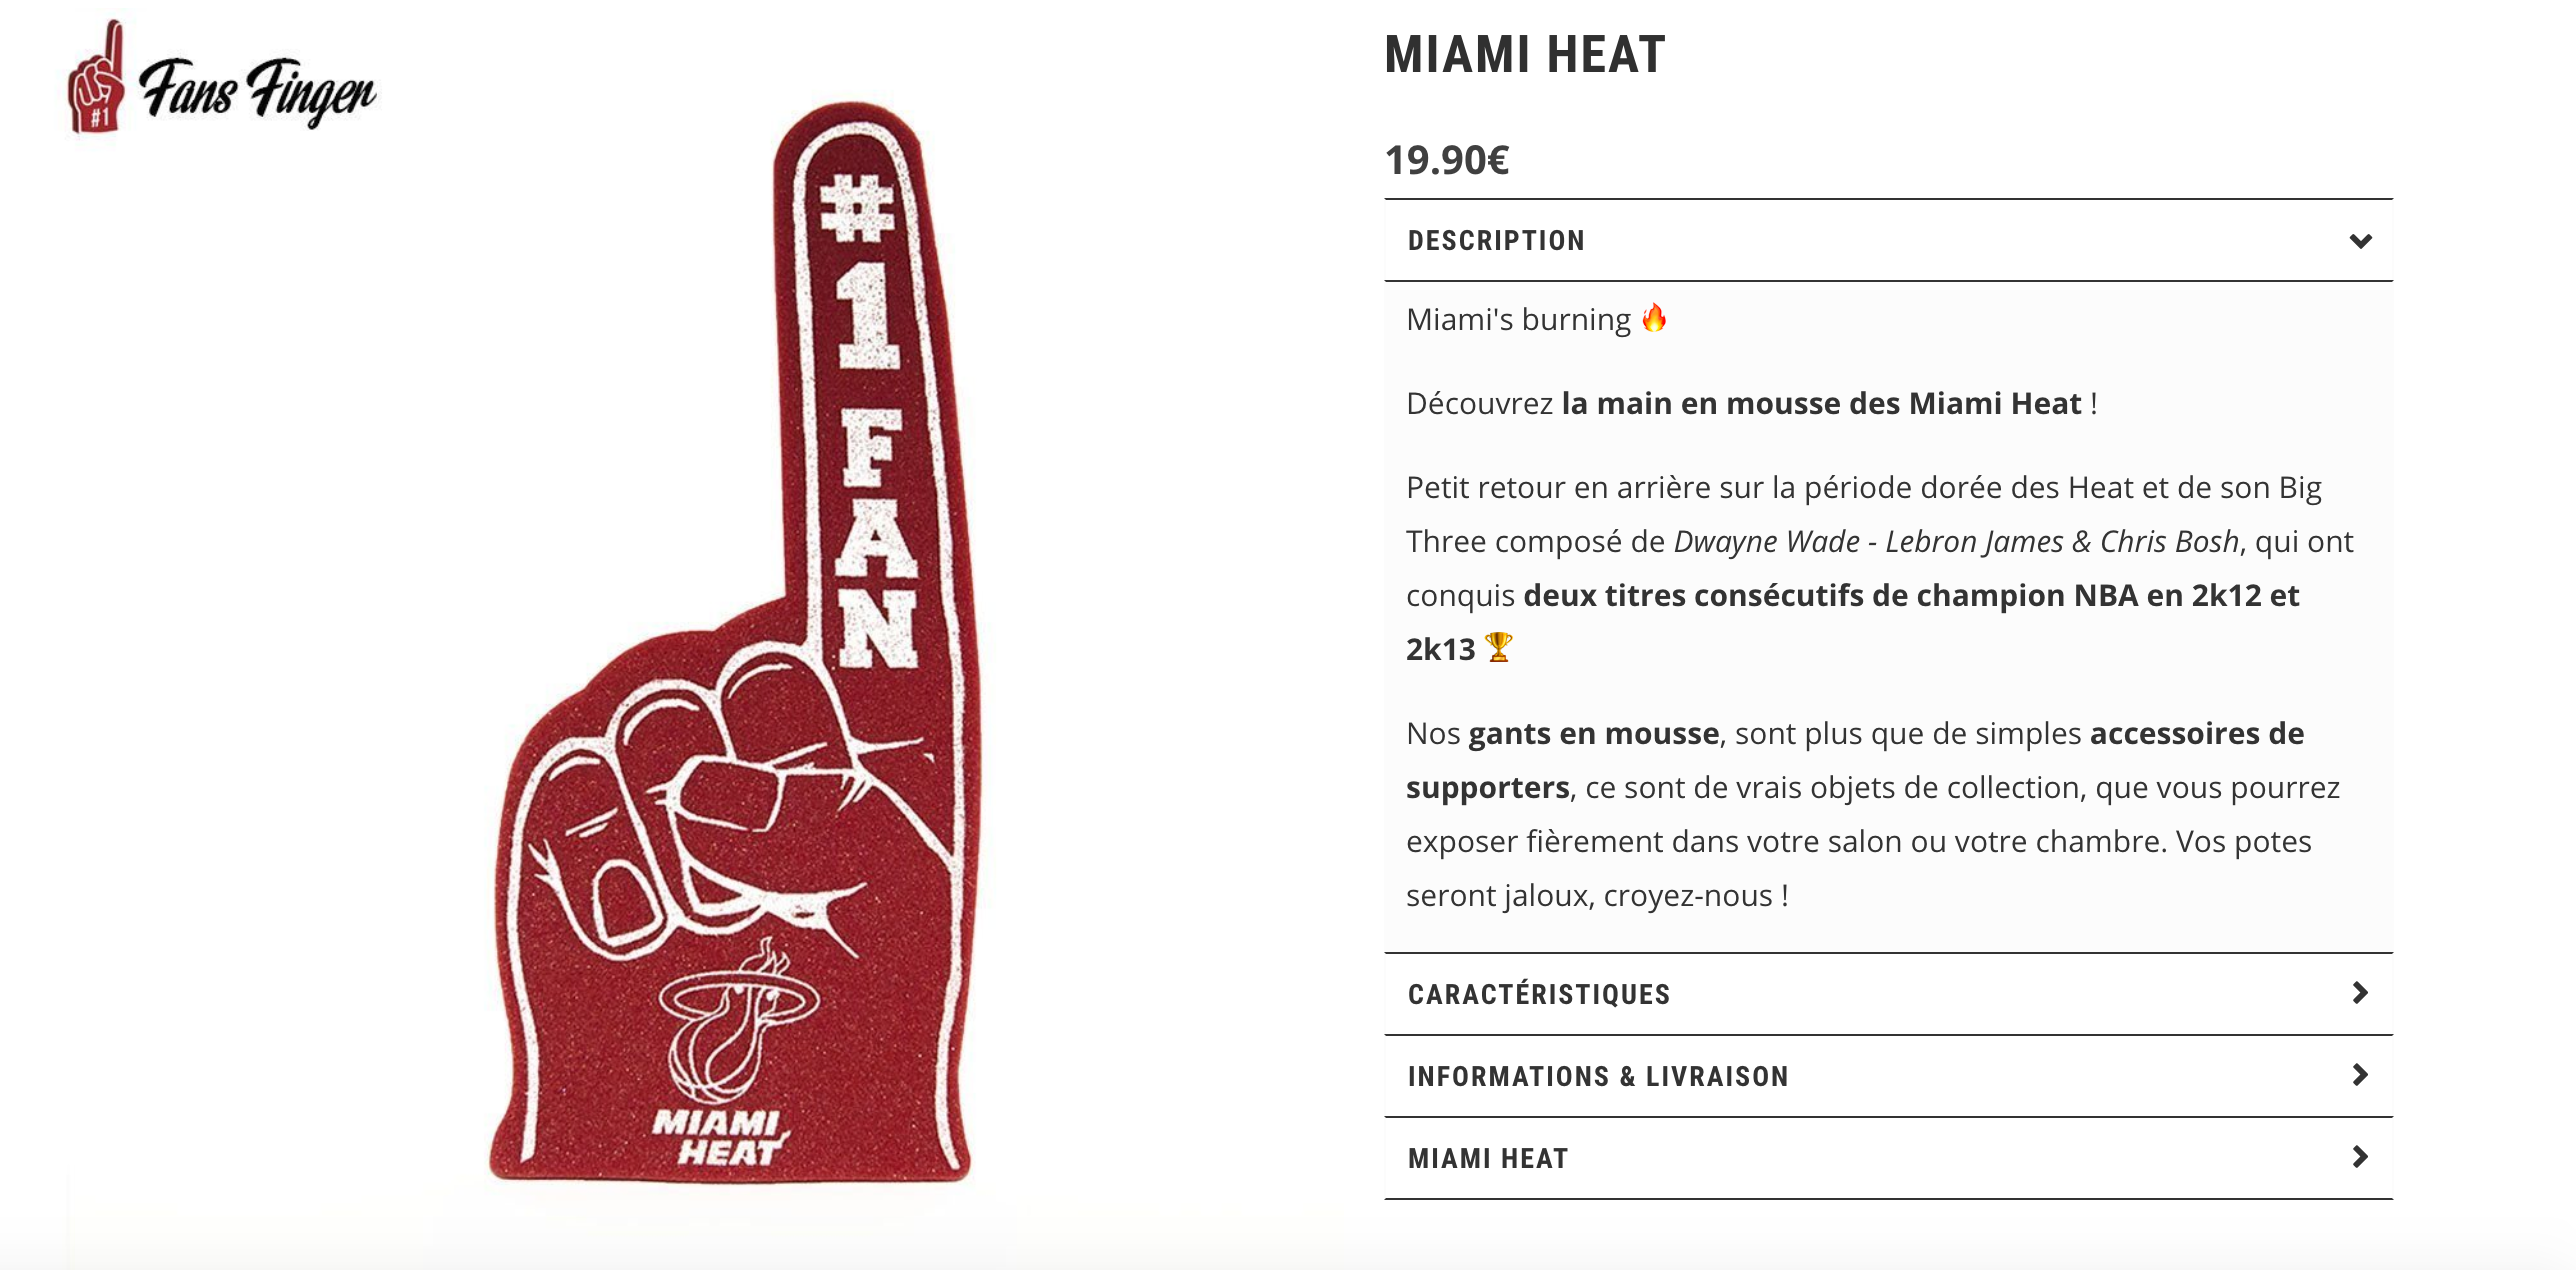 #1
Fans Finger
#
1
F
A
N
MIAMI
HEAT
MIAMI HEAT
19.90€
DESCRIPTION
Miami's burning 🔥
Découvrez la main en mousse des Miami Heat !
Petit retour en arrière sur la période dorée des Heat et de son Big
Three composé de Dwayne Wade - Lebron James & Chris Bosh, qui ont
conquis deux titres consécutifs de champion NBA en 2k12 et
2k13 🏆
Nos gants en mousse, sont plus que de simples accessoires de
supporters, ce sont de vrais objets de collection, que vous pourrez
exposer fièrement dans votre salon ou votre chambre. Vos potes
seront jaloux, croyez-nous !
CARACTÉRISTIQUES
INFORMATIONS & LIVRAISON
MIAMI HEAT